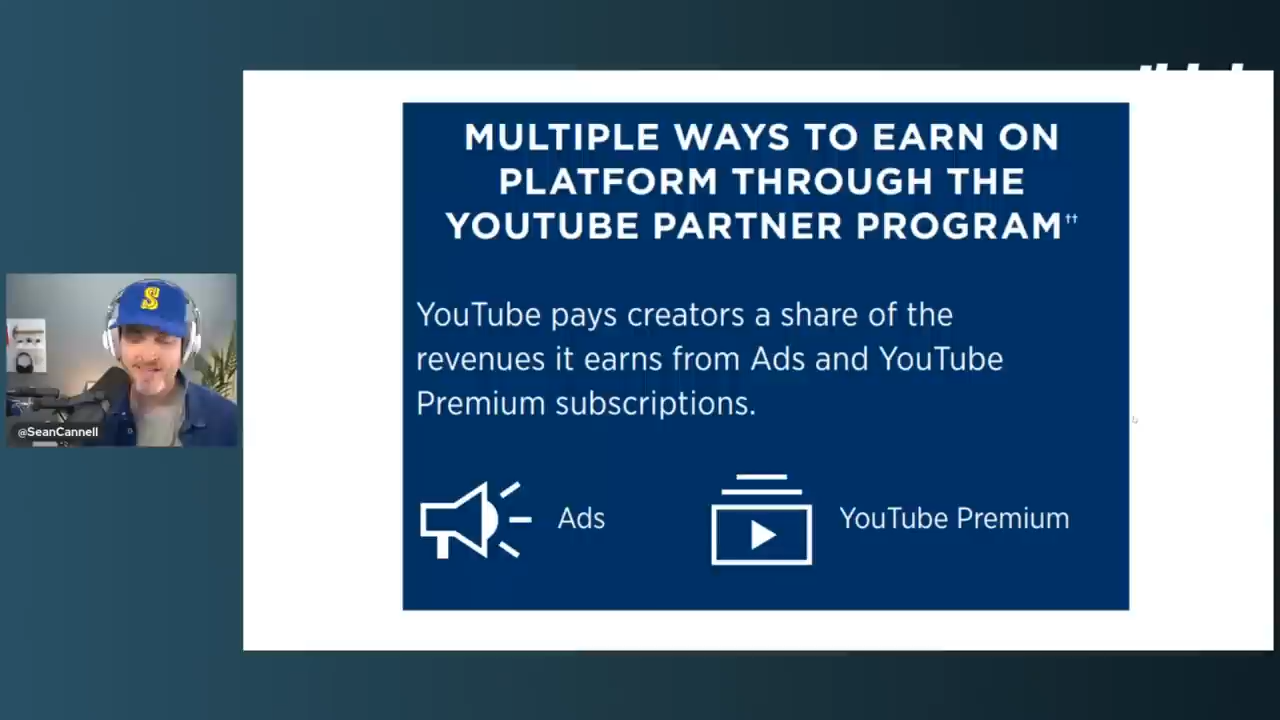 MULTIPLE WAYS TO EARN ON
PLATFORM THROUGH THE
YOUTUBE PARTNER PROGRAM††
YouTube pays creators a share of the
revenues it earns from Ads and YouTube
Premium subscriptions.
Ads
YouTube Premium
S
@SeanCannell